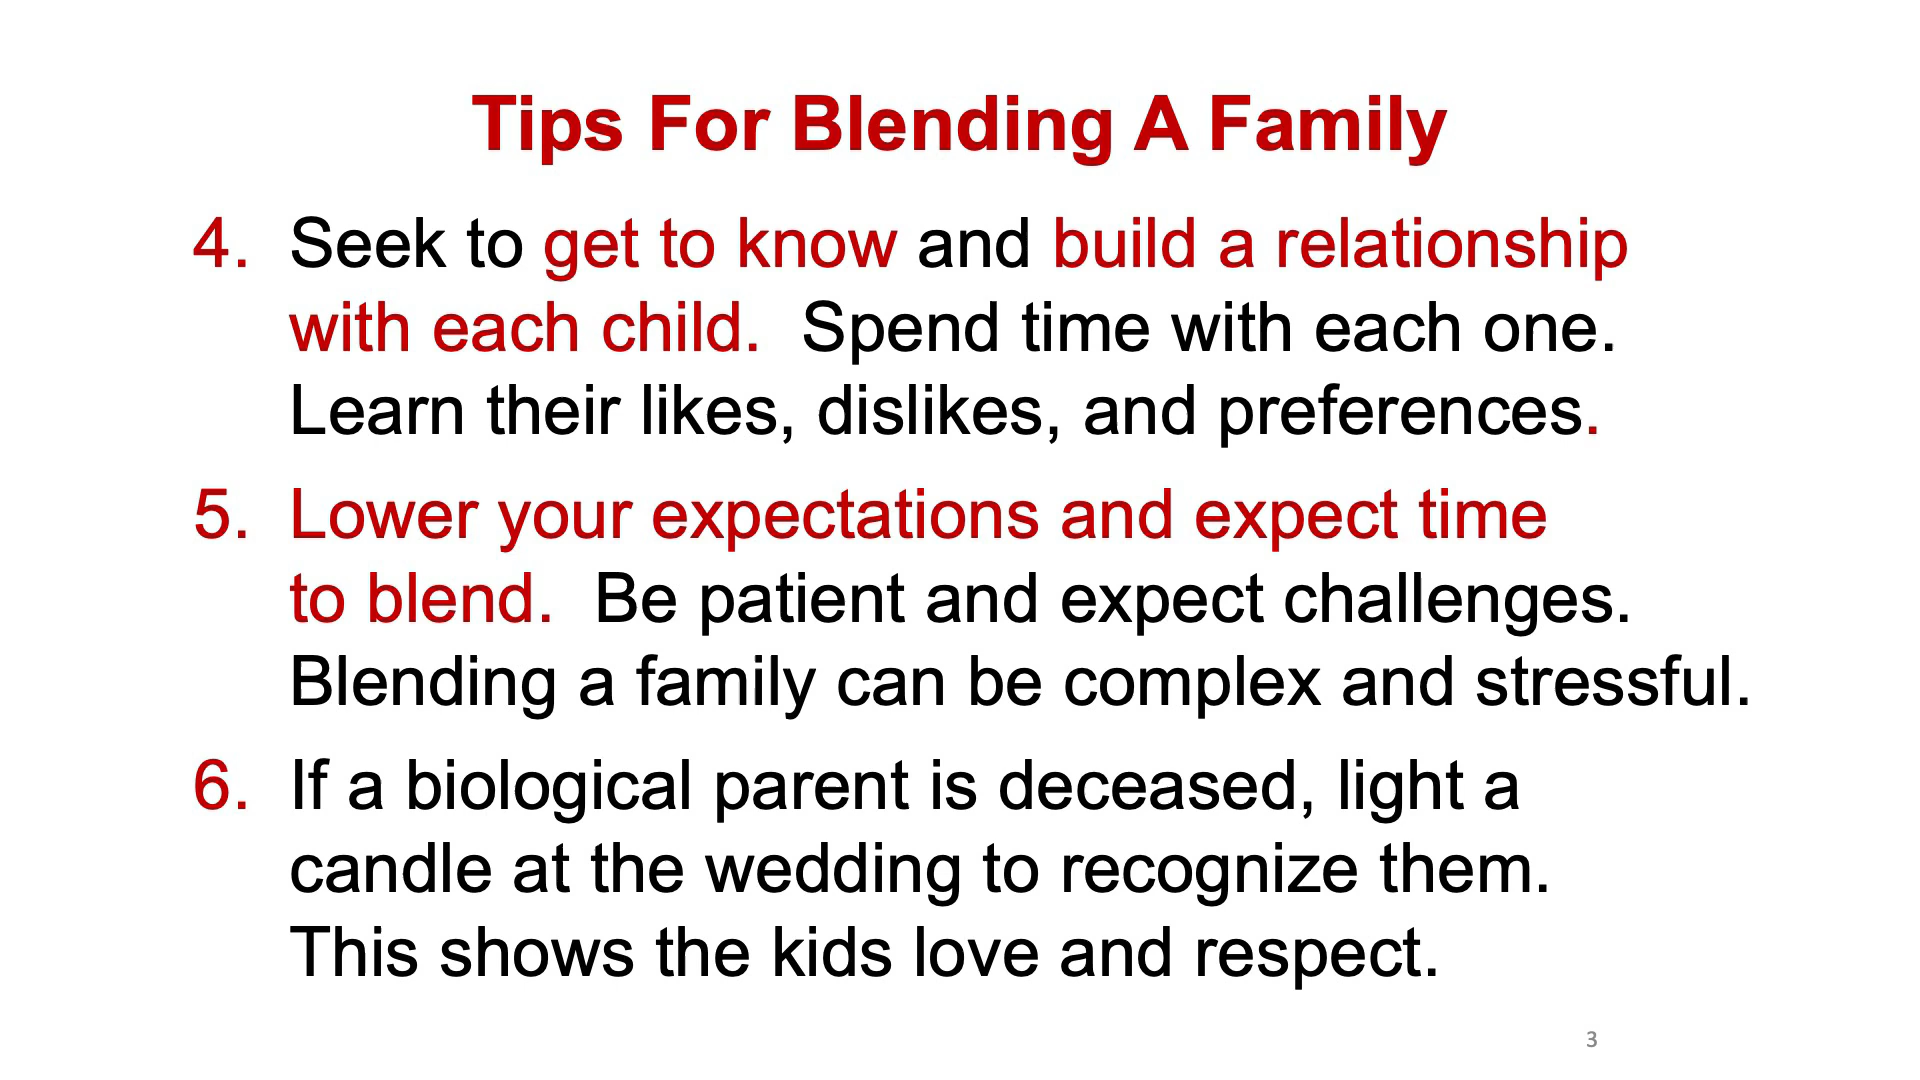 Tips For Blending A Family
4. Seek to get to know and build a relationship
with each child.  Spend time with each one.
Learn their likes, dislikes, and preferences.
5. Lower your expectations and expect time
to blend.  Be patient and expect challenges.
Blending a family can be complex and stressful.
6. If a biological parent is deceased, light a
candle at the wedding to recognize them.
This shows the kids love and respect.
3